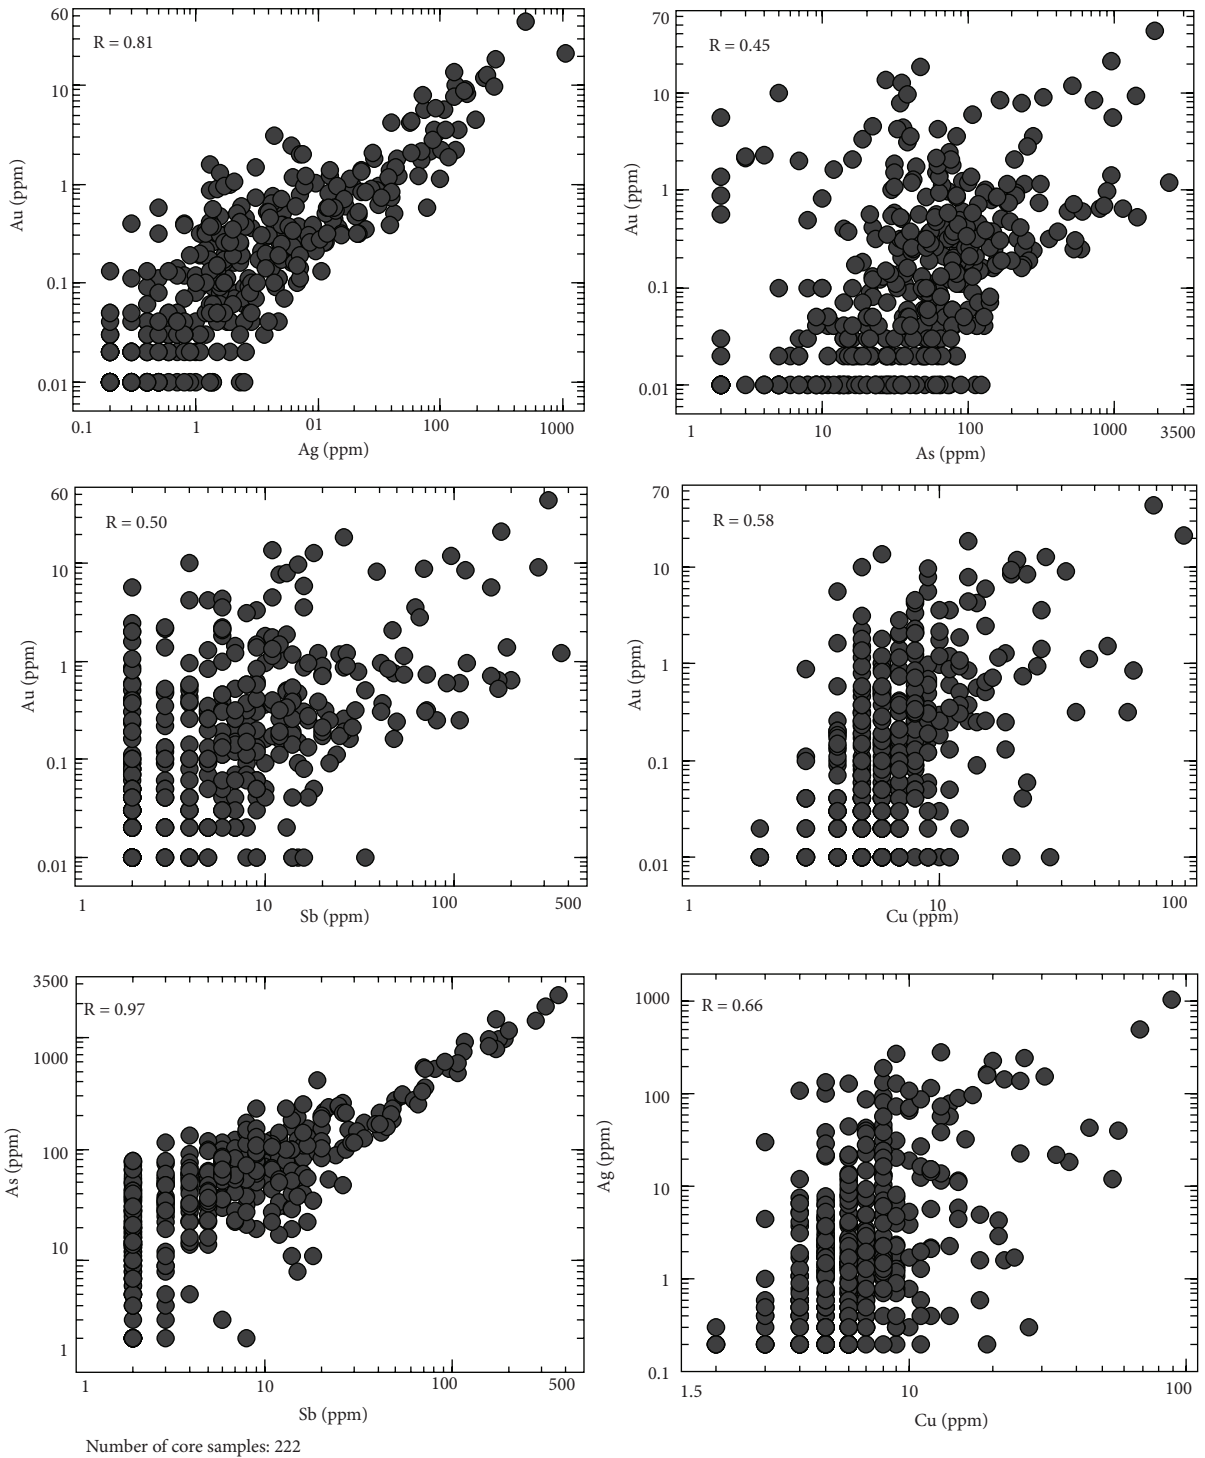 60
R = 0.81
10
1
0.1
0.01
Au (ppm)
0.1
1
01
100
1000
Ag (ppm)
70
R = 0.45
10
1
0.1
0.01
Au (ppm)
1
10
100
1000
3500
As (ppm)
60
R = 0.50
10
1
0.1
0.01
Au (ppm)
1
10
100
500
Sb (ppm)
70
R = 0.58
10
1
0.1
0.01
Au (ppm)
1
10
100
Cu (ppm)
3500
R = 0.97
1000
100
10
1
As (ppm)
1
10
100
500
Sb (ppm)
1000
R = 0.66
100
10
1
0.1
Ag (ppm)
1.5
10
100
Cu (ppm)
Number of core samples: 222